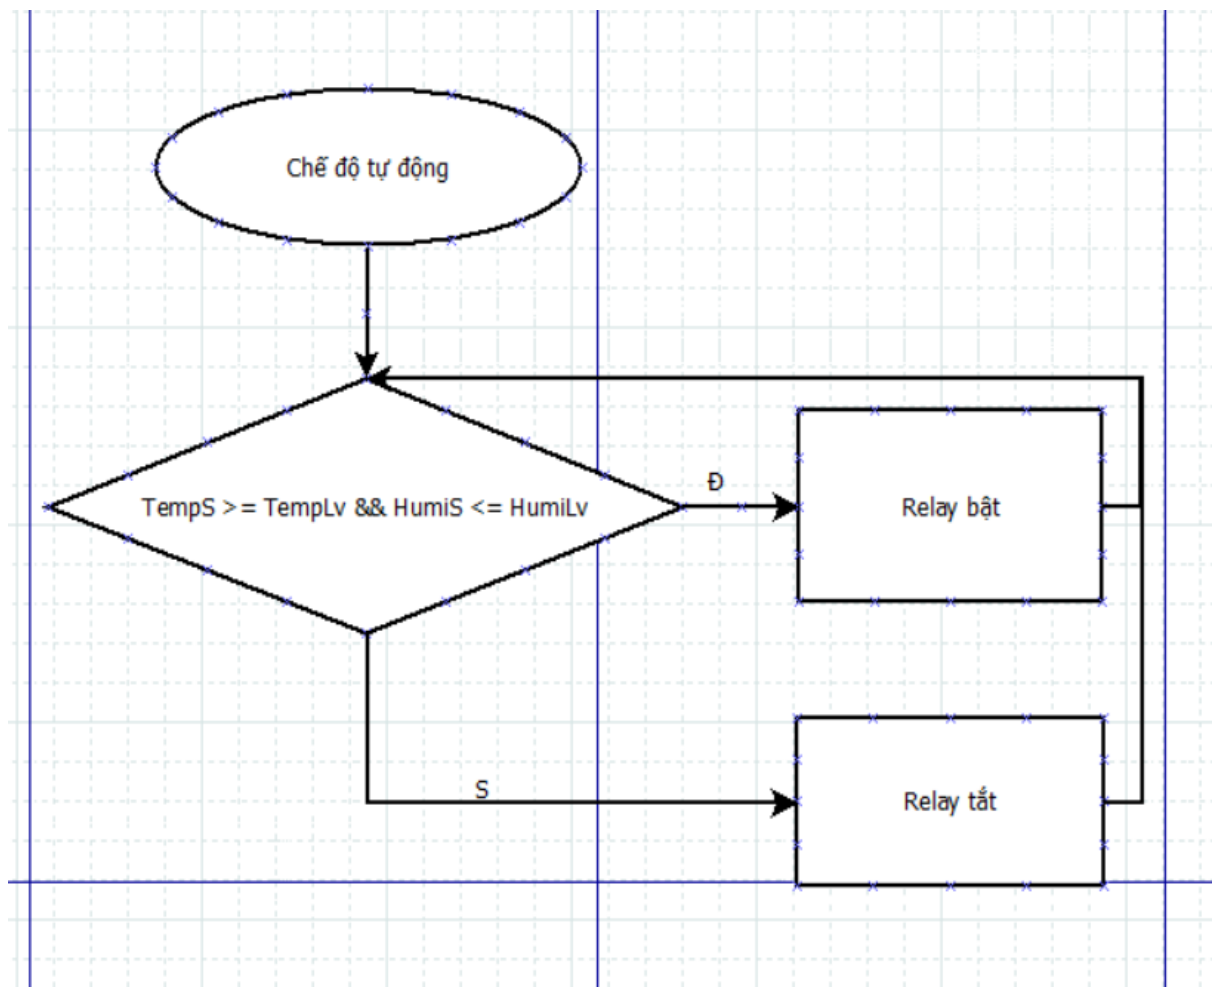 Chế độ tự động
TempS >= TempLv && HumiS <= HumiLv
Đ
Relay bật
S
Relay tắt